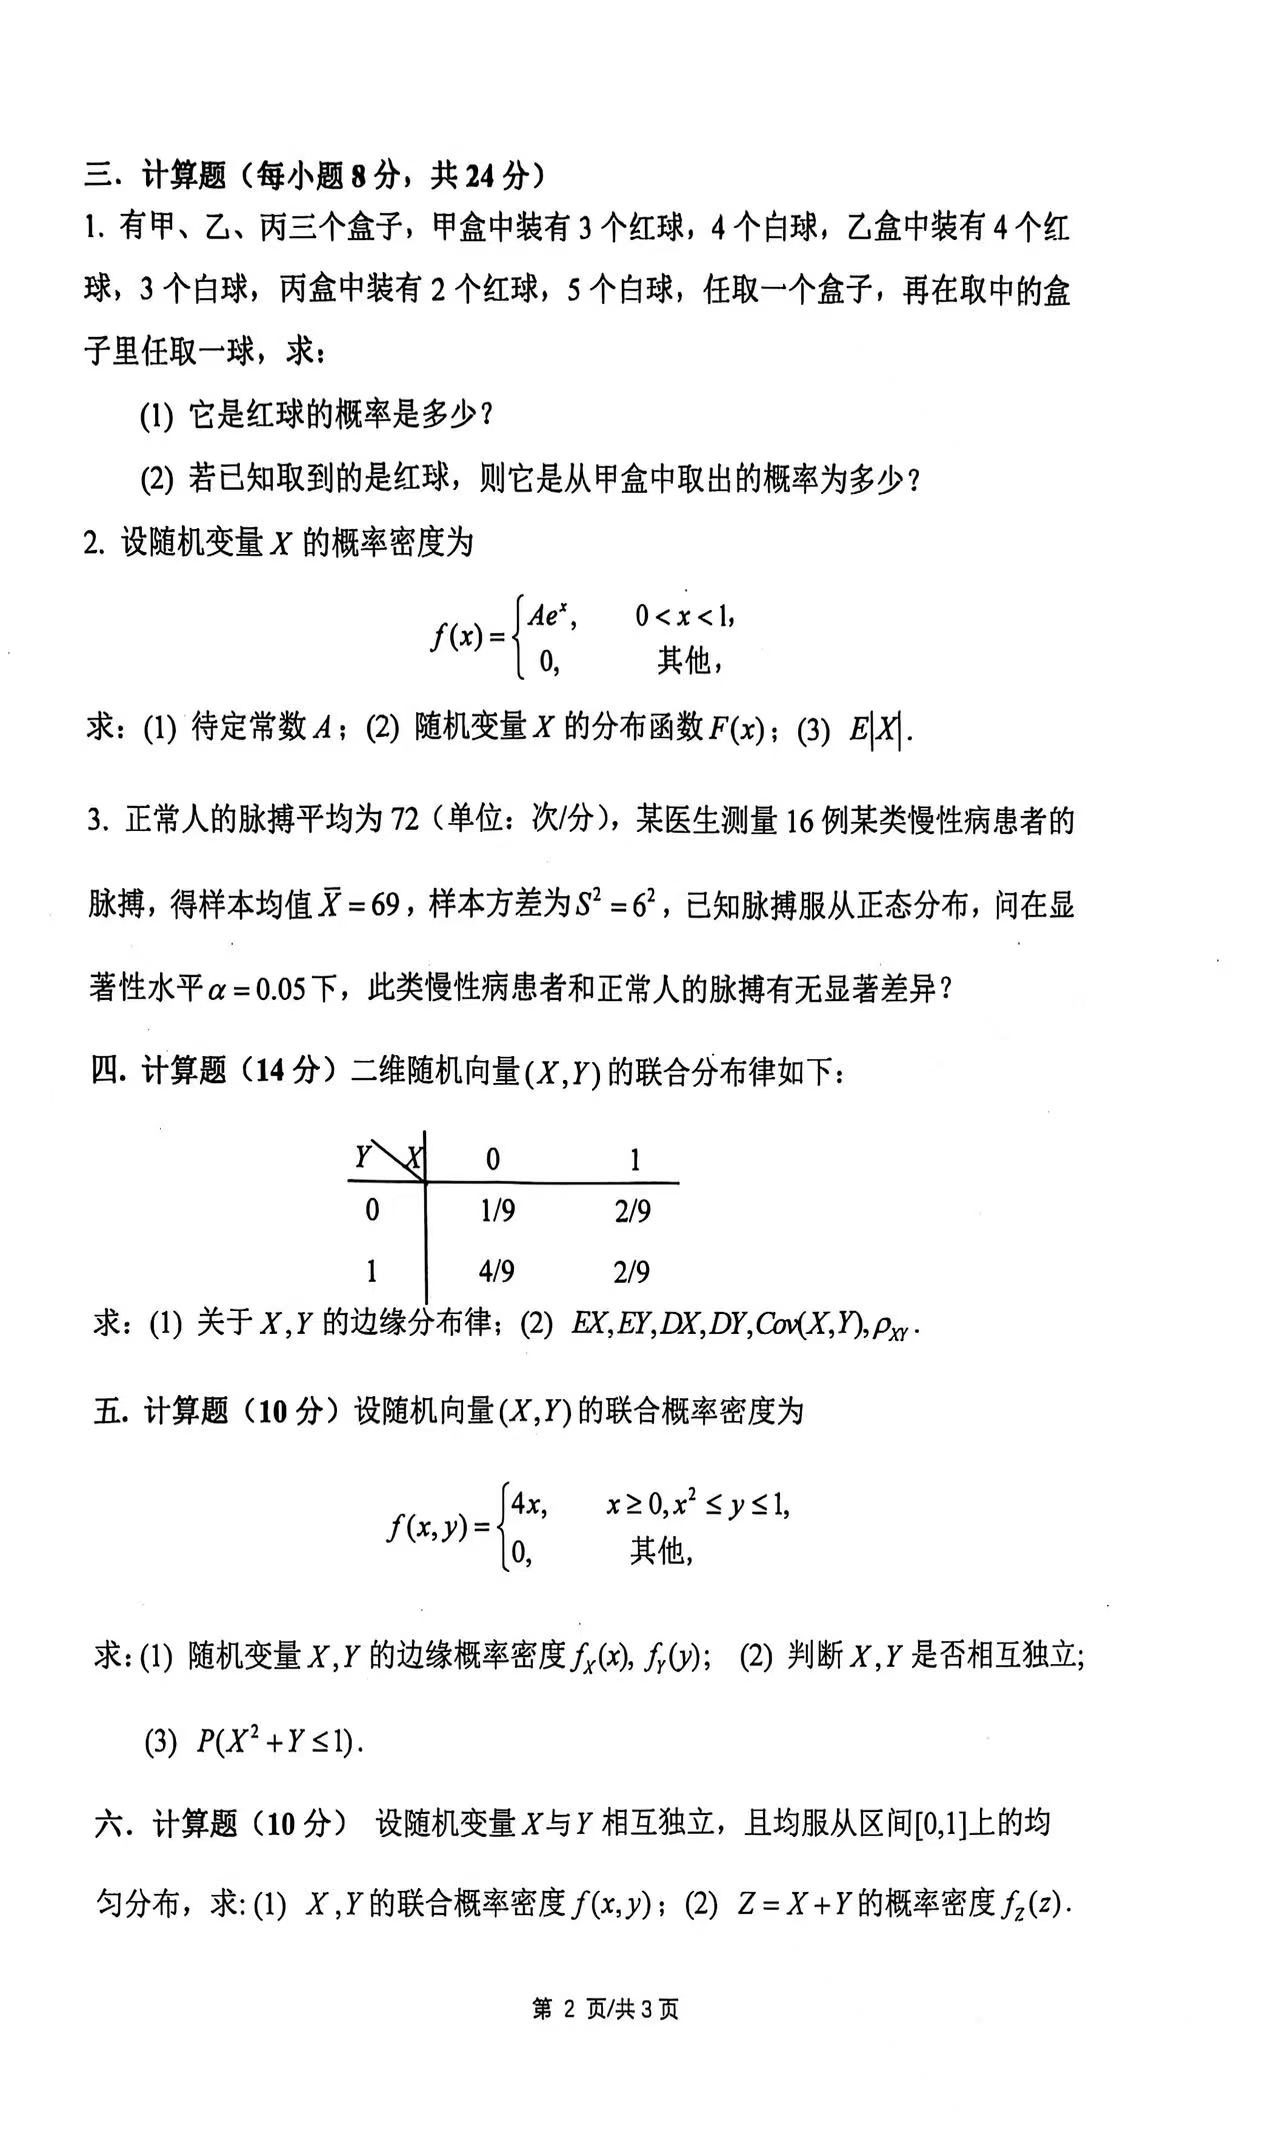 三. 计算题（每小题 8 分，共 24 分）
1. 有甲、乙、丙三个盒子，甲盒中装有 3 个红球，4 个白球，乙盒中装有 4 个红
球，3 个白球，丙盒中装有 2 个红球，5 个白球，任取一个盒子，再在取中的盒
子里任取一球，求：
(1) 它是红球的概率是多少？
(2) 若已知取到的是红球，则它是从甲盒中取出的概率为多少？
2. 设随机变量 X 的概率密度为
f(x) = { Ae^x, 0 < x < 1,
0, 其他，
求：(1) 待定常数 A；(2) 随机变量 X 的分布函数 F(x)；(3) E|X|.
3. 正常人的脉搏平均为 72（单位：次/分），某医生测量 16 例某类慢性病患者的
脉搏，得样本均值 X̄ = 69，样本方差为 S² = 6²，已知脉搏服从正态分布，问在显
著性水平 α = 0.05 下，此类慢性病患者和正常人的脉搏有无显著差异？
四. 计算题（14 分）二维随机向量 (X,Y) 的联合分布律如下：
Y X 0 1
0 1/9 2/9
1 4/9 2/9
求：(1) 关于 X,Y 的边缘分布律；(2) EX,EY,DX,DY,Cov(X,Y),ρ_XY.
五. 计算题（10 分）设随机向量 (X,Y) 的联合概率密度为
f(x,y) = { 4x, x ≥ 0, x² ≤ y ≤ 1,
0, 其他，
求：(1) 随机变量 X,Y 的边缘概率密度 f_X(x), f_Y(y)； (2) 判断 X,Y 是否相互独立；
(3) P(X² + Y ≤ 1).
六. 计算题（10 分） 设随机变量 X 与 Y 相互独立，且均服从区间[0,1]上的均
匀分布，求：(1) X ,Y 的联合概率密度 f(x,y)；(2) Z = X + Y 的概率密度 f_Z(z).
第 2 页/共 3 页